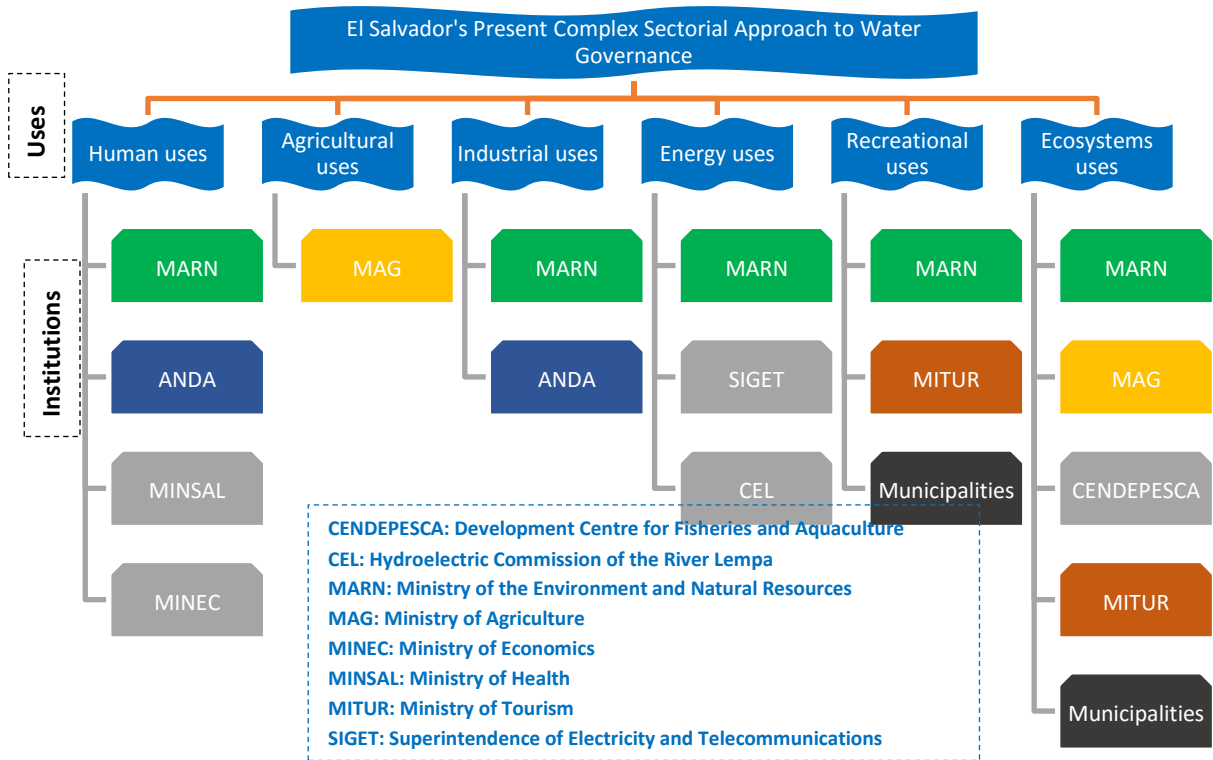 El Salvador's Present Complex Sectorial Approach to Water
Governance
Uses
Human uses
Agricultural
uses
Industrial uses
Energy uses
Recreational
uses
Ecosystems
uses
Institutions
MARN
ANDA
MINSAL
MINEC
MAG
MARN
ANDA
MARN
SIGET
CEL
MARN
MITUR
Municipalities
MARN
MAG
CENDEPESCA
MITUR
Municipalities
CENDEPESCA: Development Centre for Fisheries and Aquaculture
CEL: Hydroelectric Commission of the River Lempa
MARN: Ministry of the Environment and Natural Resources
MAG: Ministry of Agriculture
MINEC: Ministry of Economics
MINSAL: Ministry of Health
MITUR: Ministry of Tourism
SIGET: Superintendence of Electricity and Telecommunications